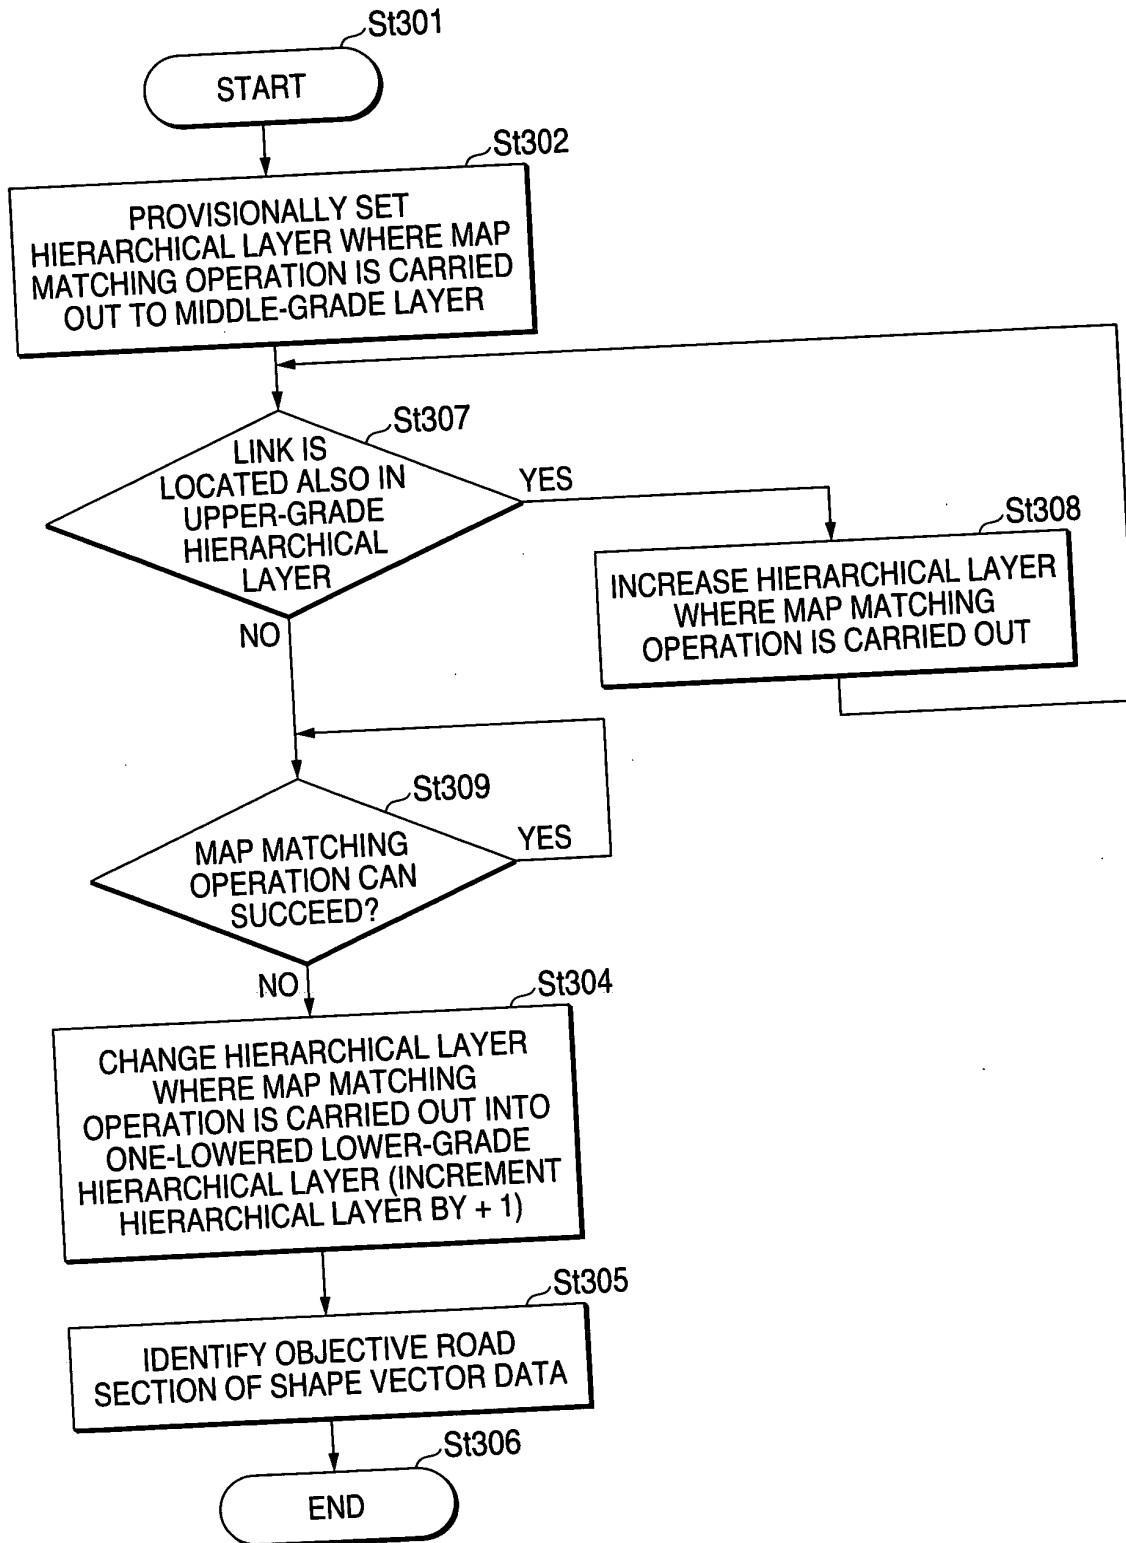 St301
START
St302
PROVISIONALLY SET
HIERARCHICAL LAYER WHERE MAP
MATCHING OPERATION IS CARRIED
OUT TO MIDDLE-GRADE LAYER
St307
LINK IS
LOCATED ALSO IN
UPPER-GRADE
HIERARCHICAL
LAYER
YES
NO
St308
INCREASE HIERARCHICAL LAYER
WHERE MAP MATCHING
OPERATION IS CARRIED OUT
St309
MAP MATCHING
OPERATION CAN
SUCCEED?
YES
NO
St304
CHANGE HIERARCHICAL LAYER
WHERE MAP MATCHING
OPERATION IS CARRIED OUT INTO
ONE-LOWERED LOWER-GRADE
HIERARCHICAL LAYER (INCREMENT
HIERARCHICAL LAYER BY + 1)
St305
IDENTIFY OBJECTIVE ROAD
SECTION OF SHAPE VECTOR DATA
St306
END